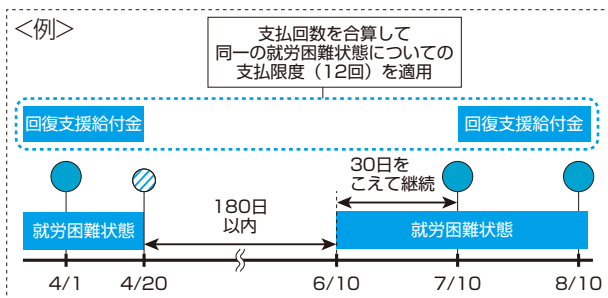 <例>
支払回数を合算して
同一の就労困難状態についての
支払限度（12回）を適用
回復支援給付金
回復支援給付金
30日を
こえて継続
180日
以内
就労困難状態
就労困難状態
4/1
4/20
6/10
7/10
8/10